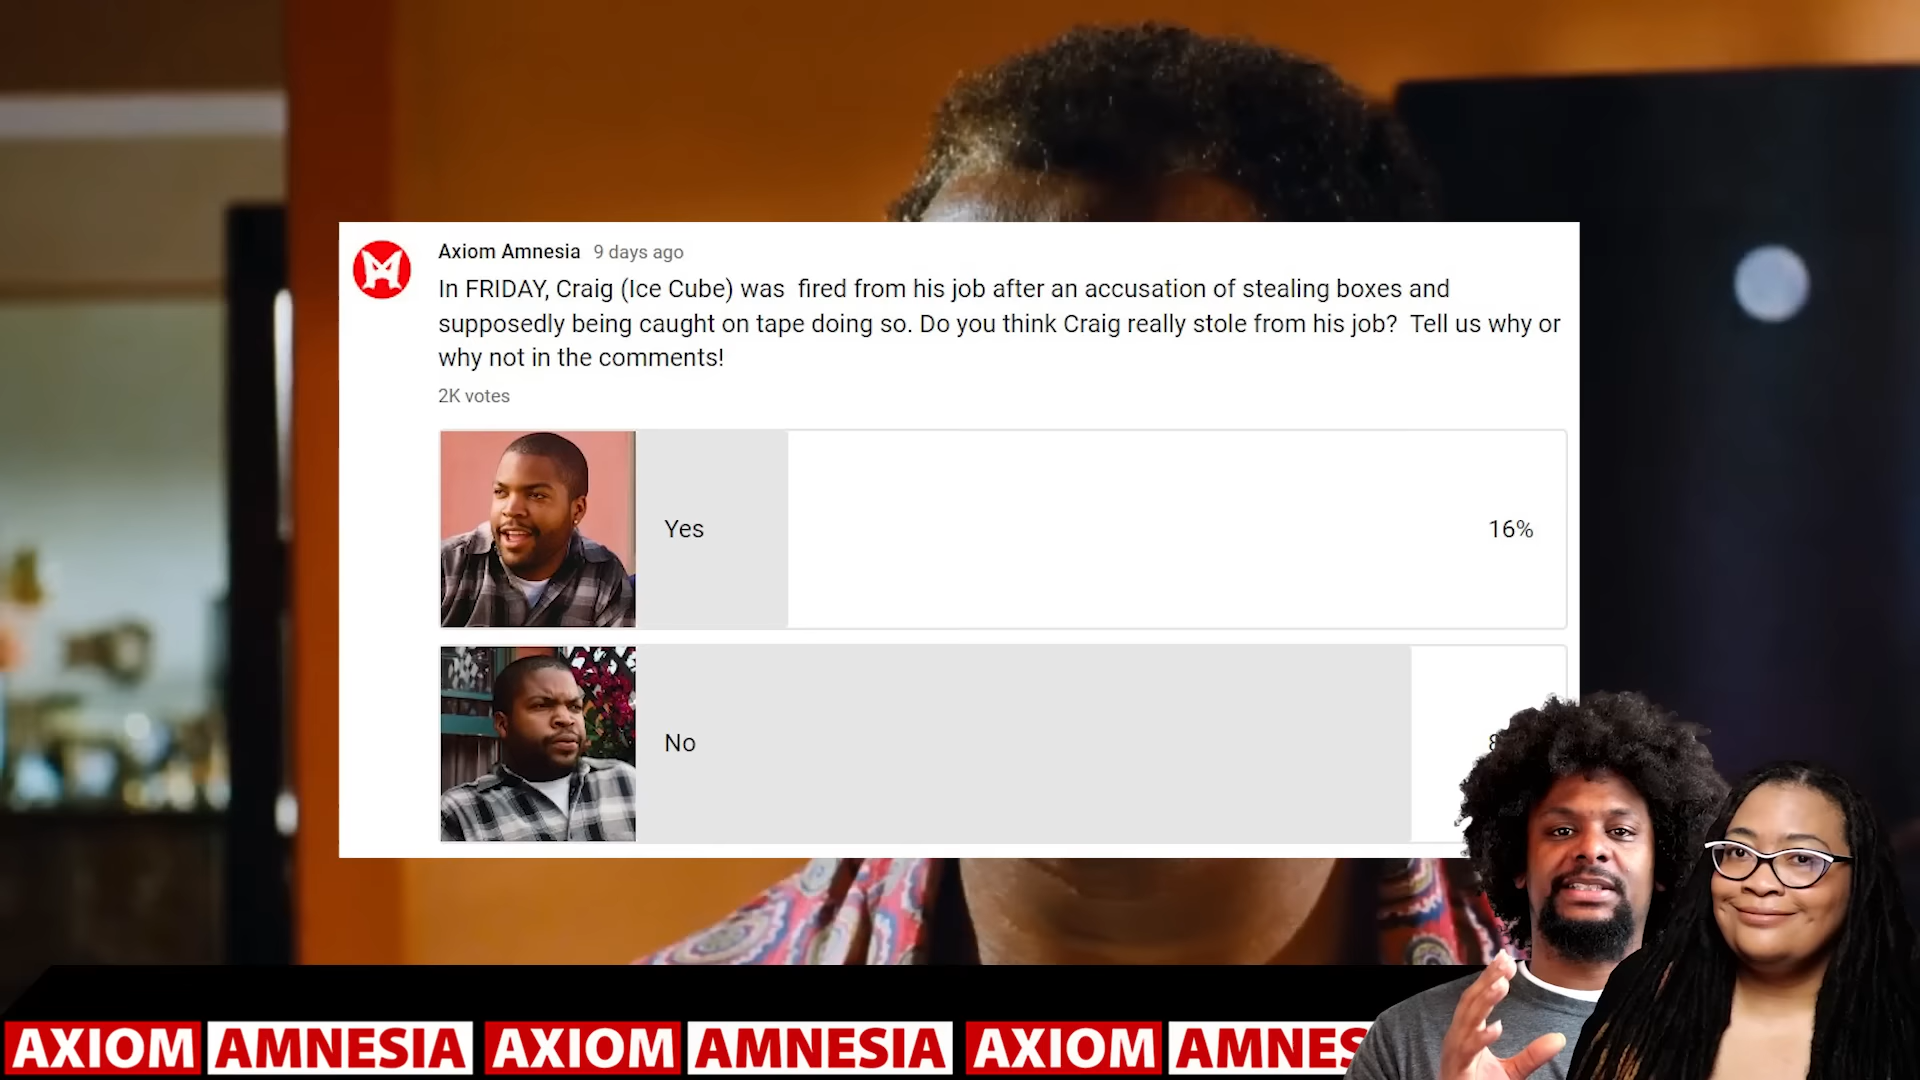 Axiom Amnesia 9 days ago
In FRIDAY, Craig (Ice Cube) was fired from his job after an accusation of stealing boxes and
supposedly being caught on tape doing so. Do you think Craig really stole from his job? Tell us why or
why not in the comments!
2K votes
Yes 16%
No
AXIOM AMNESIA AXIOM AMNESIA AXIOM AMNES